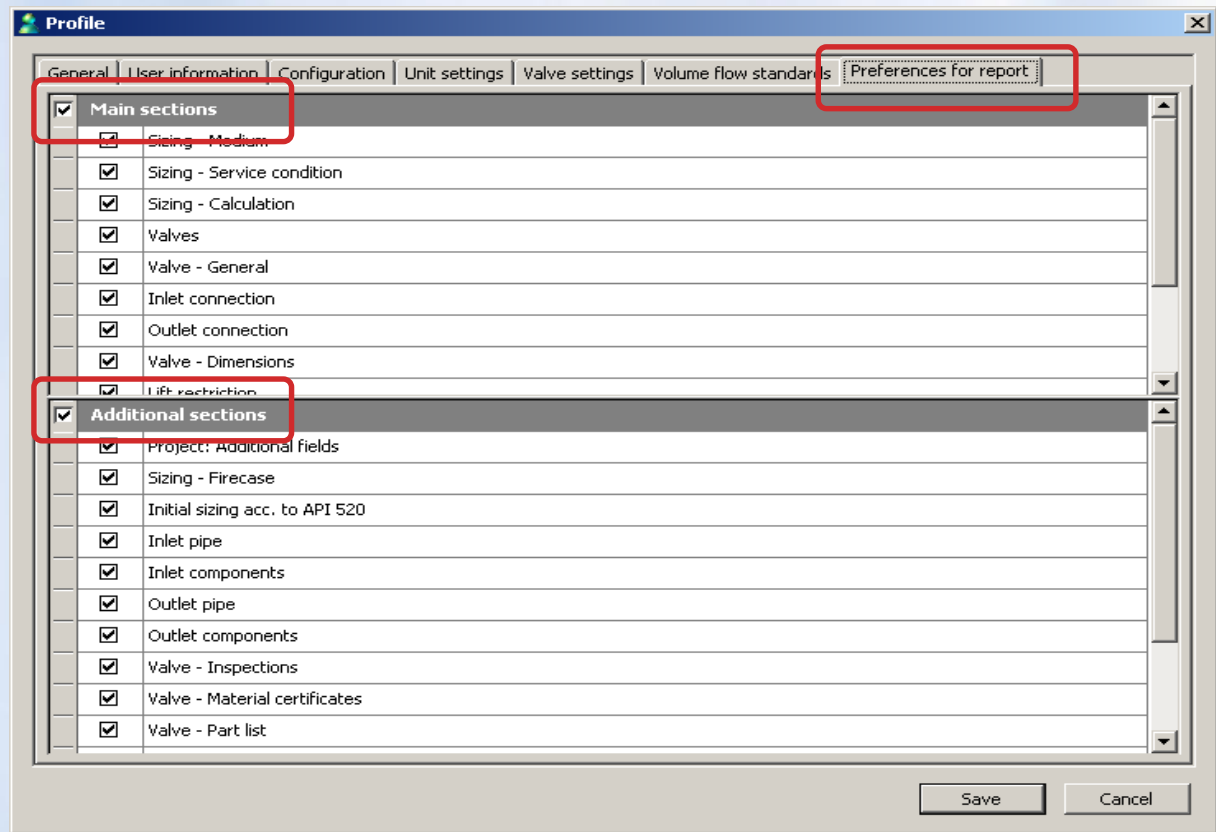 Profile
General User information Configuration Unit settings Valve settings Volume flow standards Preferences for report
Main sections
Sizing - Medium
Sizing - Service condition
Sizing - Calculation
Valves
Valve - General
Inlet connection
Outlet connection
Valve - Dimensions
Lift restriction
Additional sections
Project: Additional fields
Sizing - Firecase
Initial sizing acc. to API 520
Inlet pipe
Inlet components
Outlet pipe
Outlet components
Valve - Inspections
Valve - Material certificates
Valve - Part list
Save Cancel